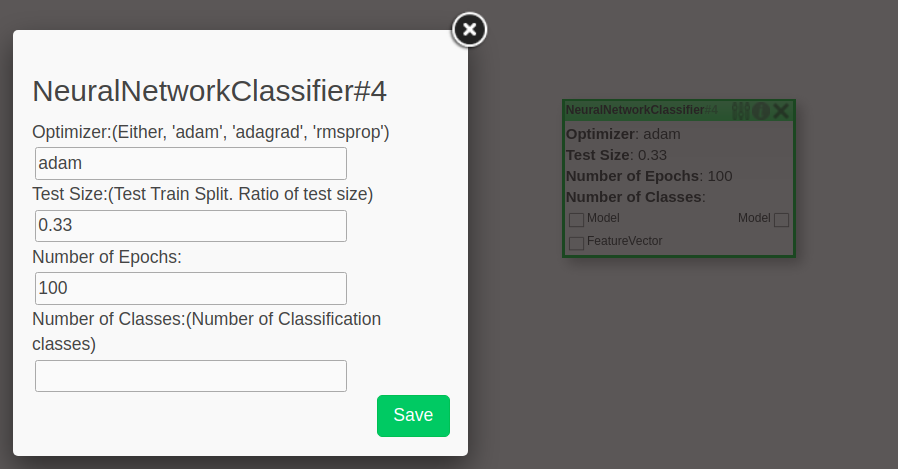 NeuralNetworkClassifier#4
Optimizer:(Either, 'adam', 'adagrad', 'rmsprop')
adam
Test Size:(Test Train Split. Ratio of test size)
0.33
Number of Epochs:
100
Number of Classes:(Number of Classification
classes)
Save
NeuralNetworkClassifier#4
Optimizer: adam
Test Size: 0.33
Number of Epochs: 100
Number of Classes:
Model Model
FeatureVector